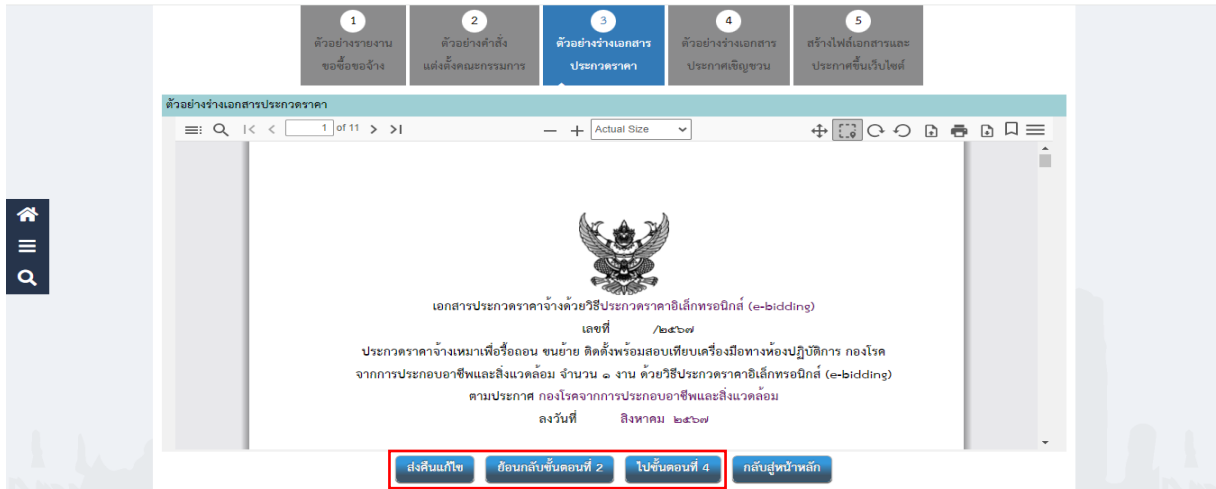 1 2 3 4 5
ตัวอย่างรายงาน ตัวอย่างคำสั่ง ตัวอย่างร่างเอกสาร ตัวอย่างร่างเอกสาร สร้างไฟล์เอกสารและ
ขอซื้อขอจ้าง แต่งตั้งคณะกรรมการ ประกวดราคา ประกาศเชิญชวน ประกาศขึ้นเว็บไซต์
ตัวอย่างร่างเอกสารประกวดราคา
1 of 11 Actual Size
เอกสารประกวดราคาจ้างด้วยวิธีประกวดราคาอิเล็กทรอนิกส์ (e-bidding)
เลขที่ /๒๕๖๗
ประกวดราคาจ้างเหมาเพื่อรื้อถอน ขนย้าย ติดตั้งพร้อมสอบเทียบเครื่องมือทางห้องปฏิบัติการ กองโรค
จากการประกอบอาชีพและสิ่งแวดล้อม จำนวน ๑ งาน ด้วยวิธีประกวดราคาอิเล็กทรอนิกส์ (e-bidding)
ตามประกาศ กองโรคจากการประกอบอาชีพและสิ่งแวดล้อม
ลงวันที่ สิงหาคม ๒๕๖๗
ส่งคืนแก้ไข ย้อนกลับขั้นตอนที่ 2 ไปขั้นตอนที่ 4 กลับสู่หน้าหลัก